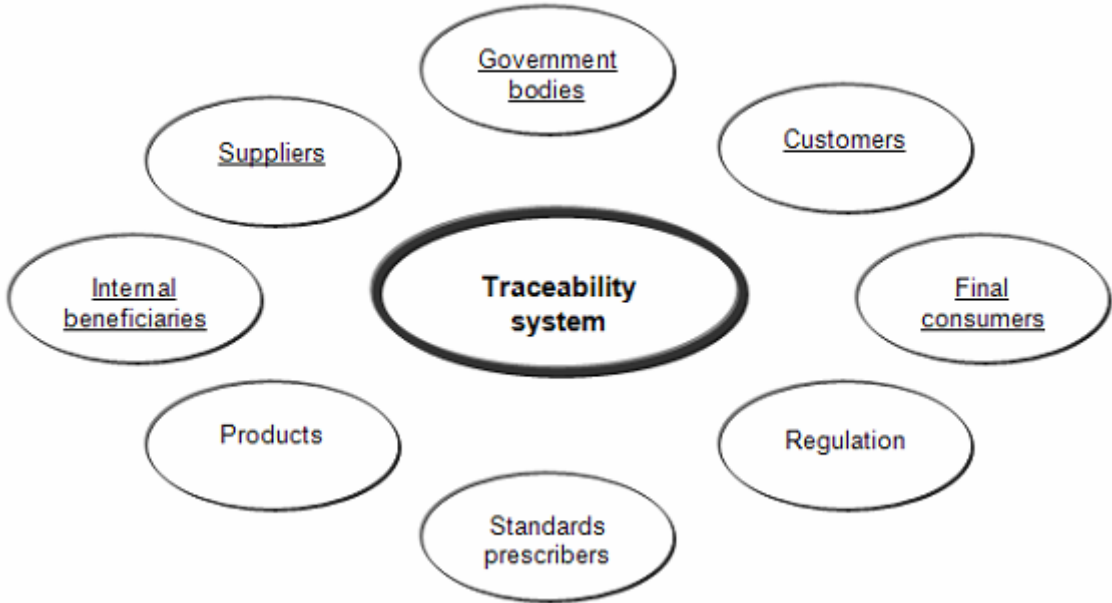 Government
bodies
Suppliers
Customers
Internal
beneficiaries
Traceability
system
Final
consumers
Products
Regulation
Standards
prescribers